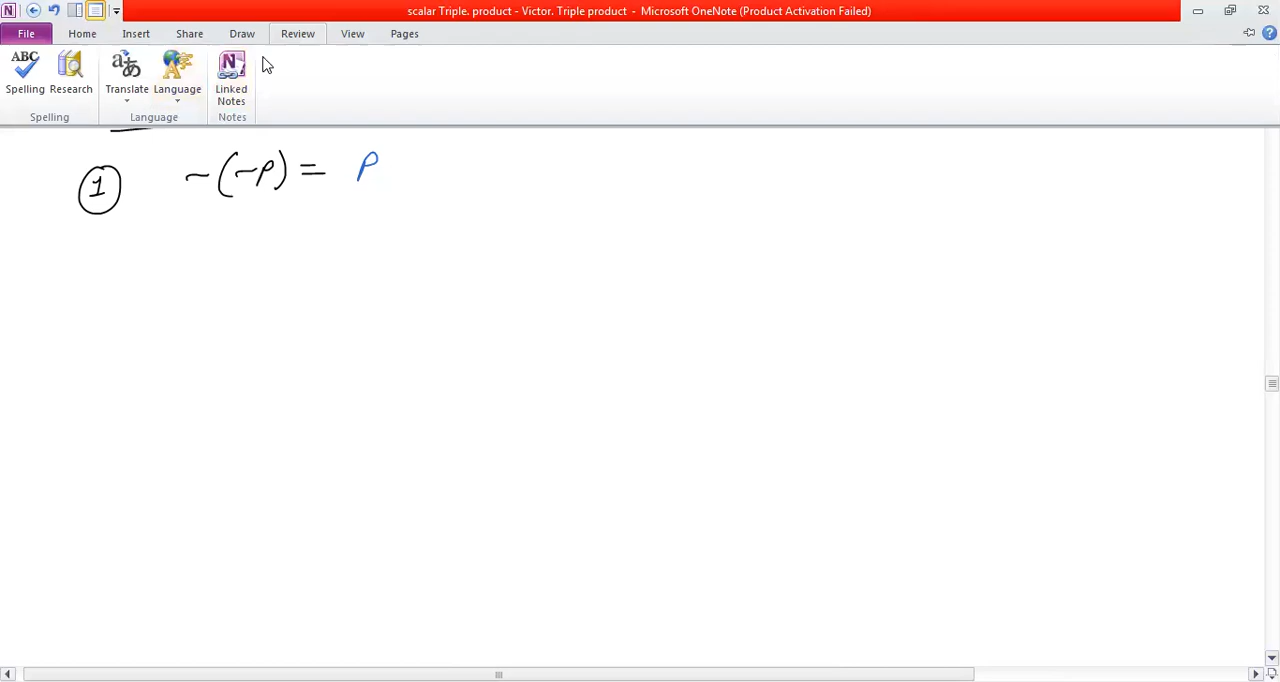 scalar Triple. product - Victor. Triple product - Microsoft OneNote (Product Activation Failed)
File Home Insert Share Draw Review View Pages
ABC
Spelling Research Translate Language Linked Notes
Spelling Language Notes
① ~(~p) = p